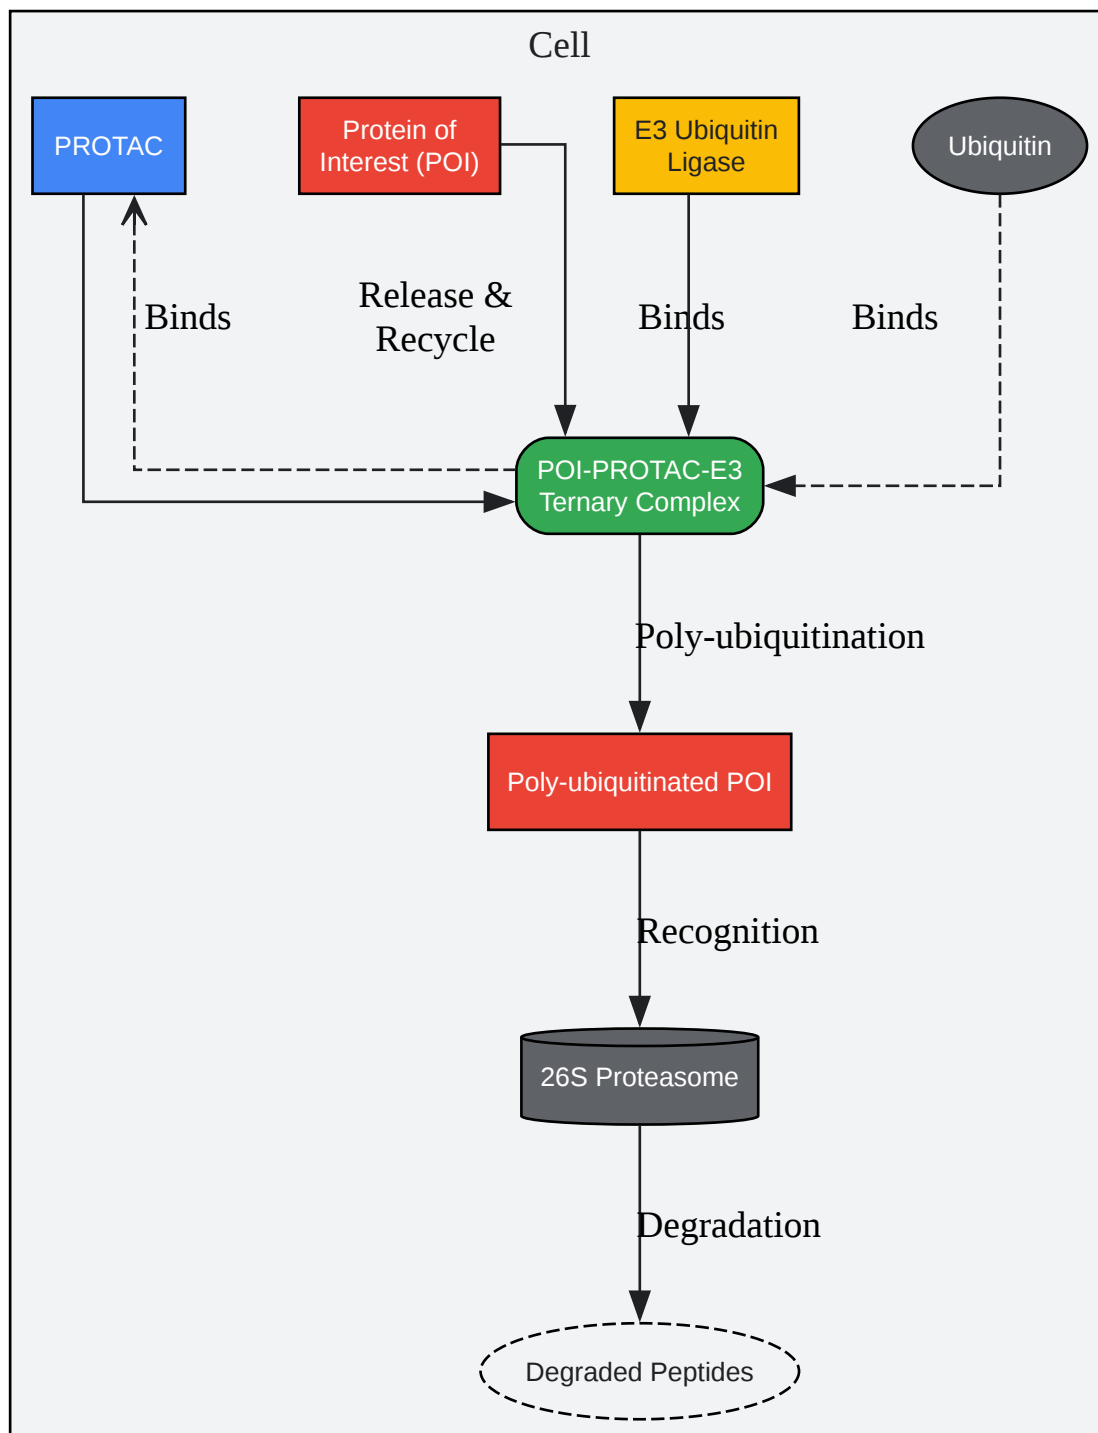 Cell
PROTAC
Protein of
Interest (POI)
E3 Ubiquitin
Ligase
Ubiquitin
Binds
Release &
Recycle
Binds
Binds
POI-PROTAC-E3
Ternary Complex
Poly-ubiquitination
Poly-ubiquitinated POI
Recognition
26S Proteasome
Degradation
Degraded Peptides